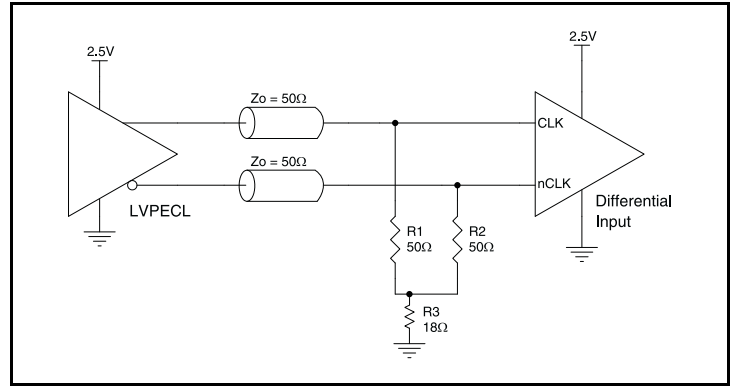 2.5V
2.5V
Zo = 50Ω
CLK
Zo = 50Ω
nCLK
LVPECL
Differential
Input
R1
50Ω
R2
50Ω
R3
18Ω